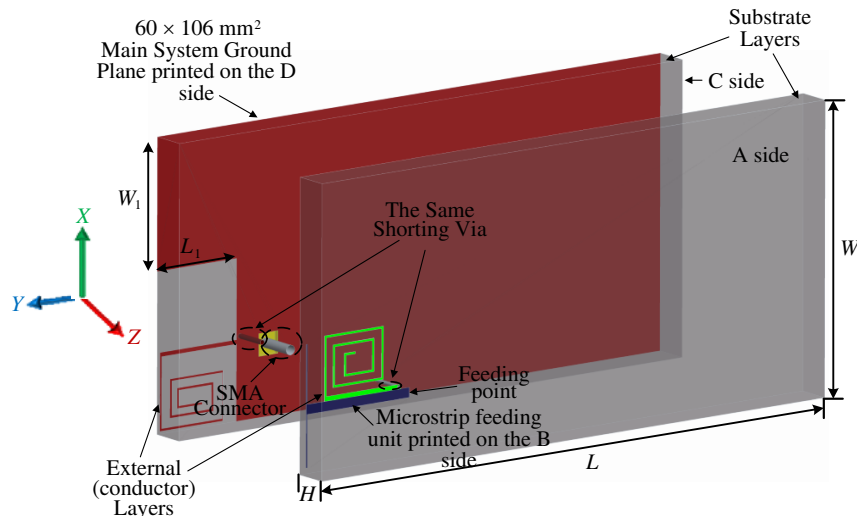 60 × 106 mm²
Main System Ground
Plane printed on the D
side
Substrate
Layers
C side
A side
W₁
The Same
Shorting Via
L₁
X
Y
Z
W
SMA
Connector
Feeding
point
Microstrip feeding
unit printed on the B
side
External
(conductor)
Layers
H
L